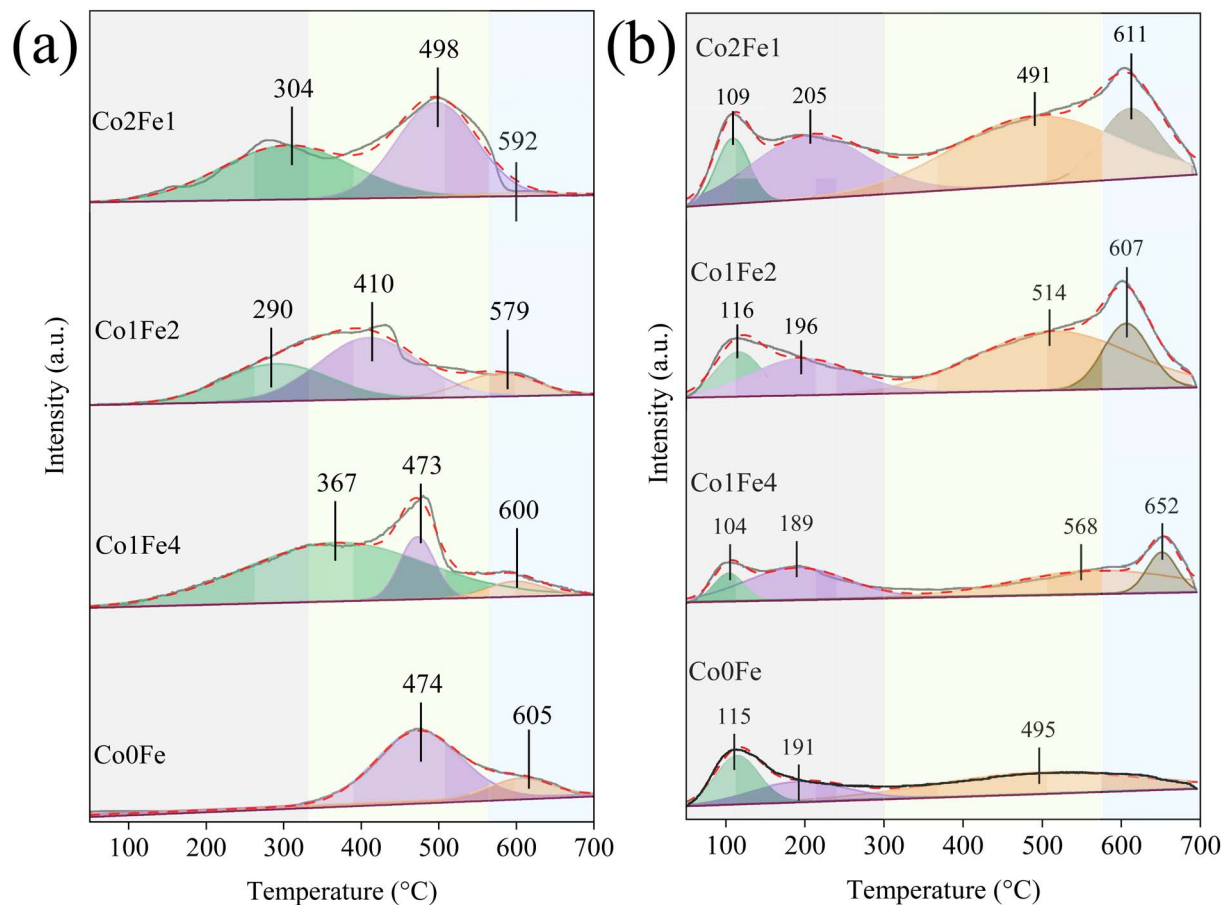 (a)
Intensity (a.u.)
Co2Fe1
304
498
592
Co1Fe2
290
410
579
Co1Fe4
367
473
600
Co0Fe
474
605
100 200 300 400 500 600 700
Temperature (°C)
(b)
Intensity (a.u.)
Co2Fe1
109
205
491
611
Co1Fe2
116
196
514
607
Co1Fe4
104
189
568
652
Co0Fe
115
191
495
100 200 300 400 500 600 700
Temperature (°C)